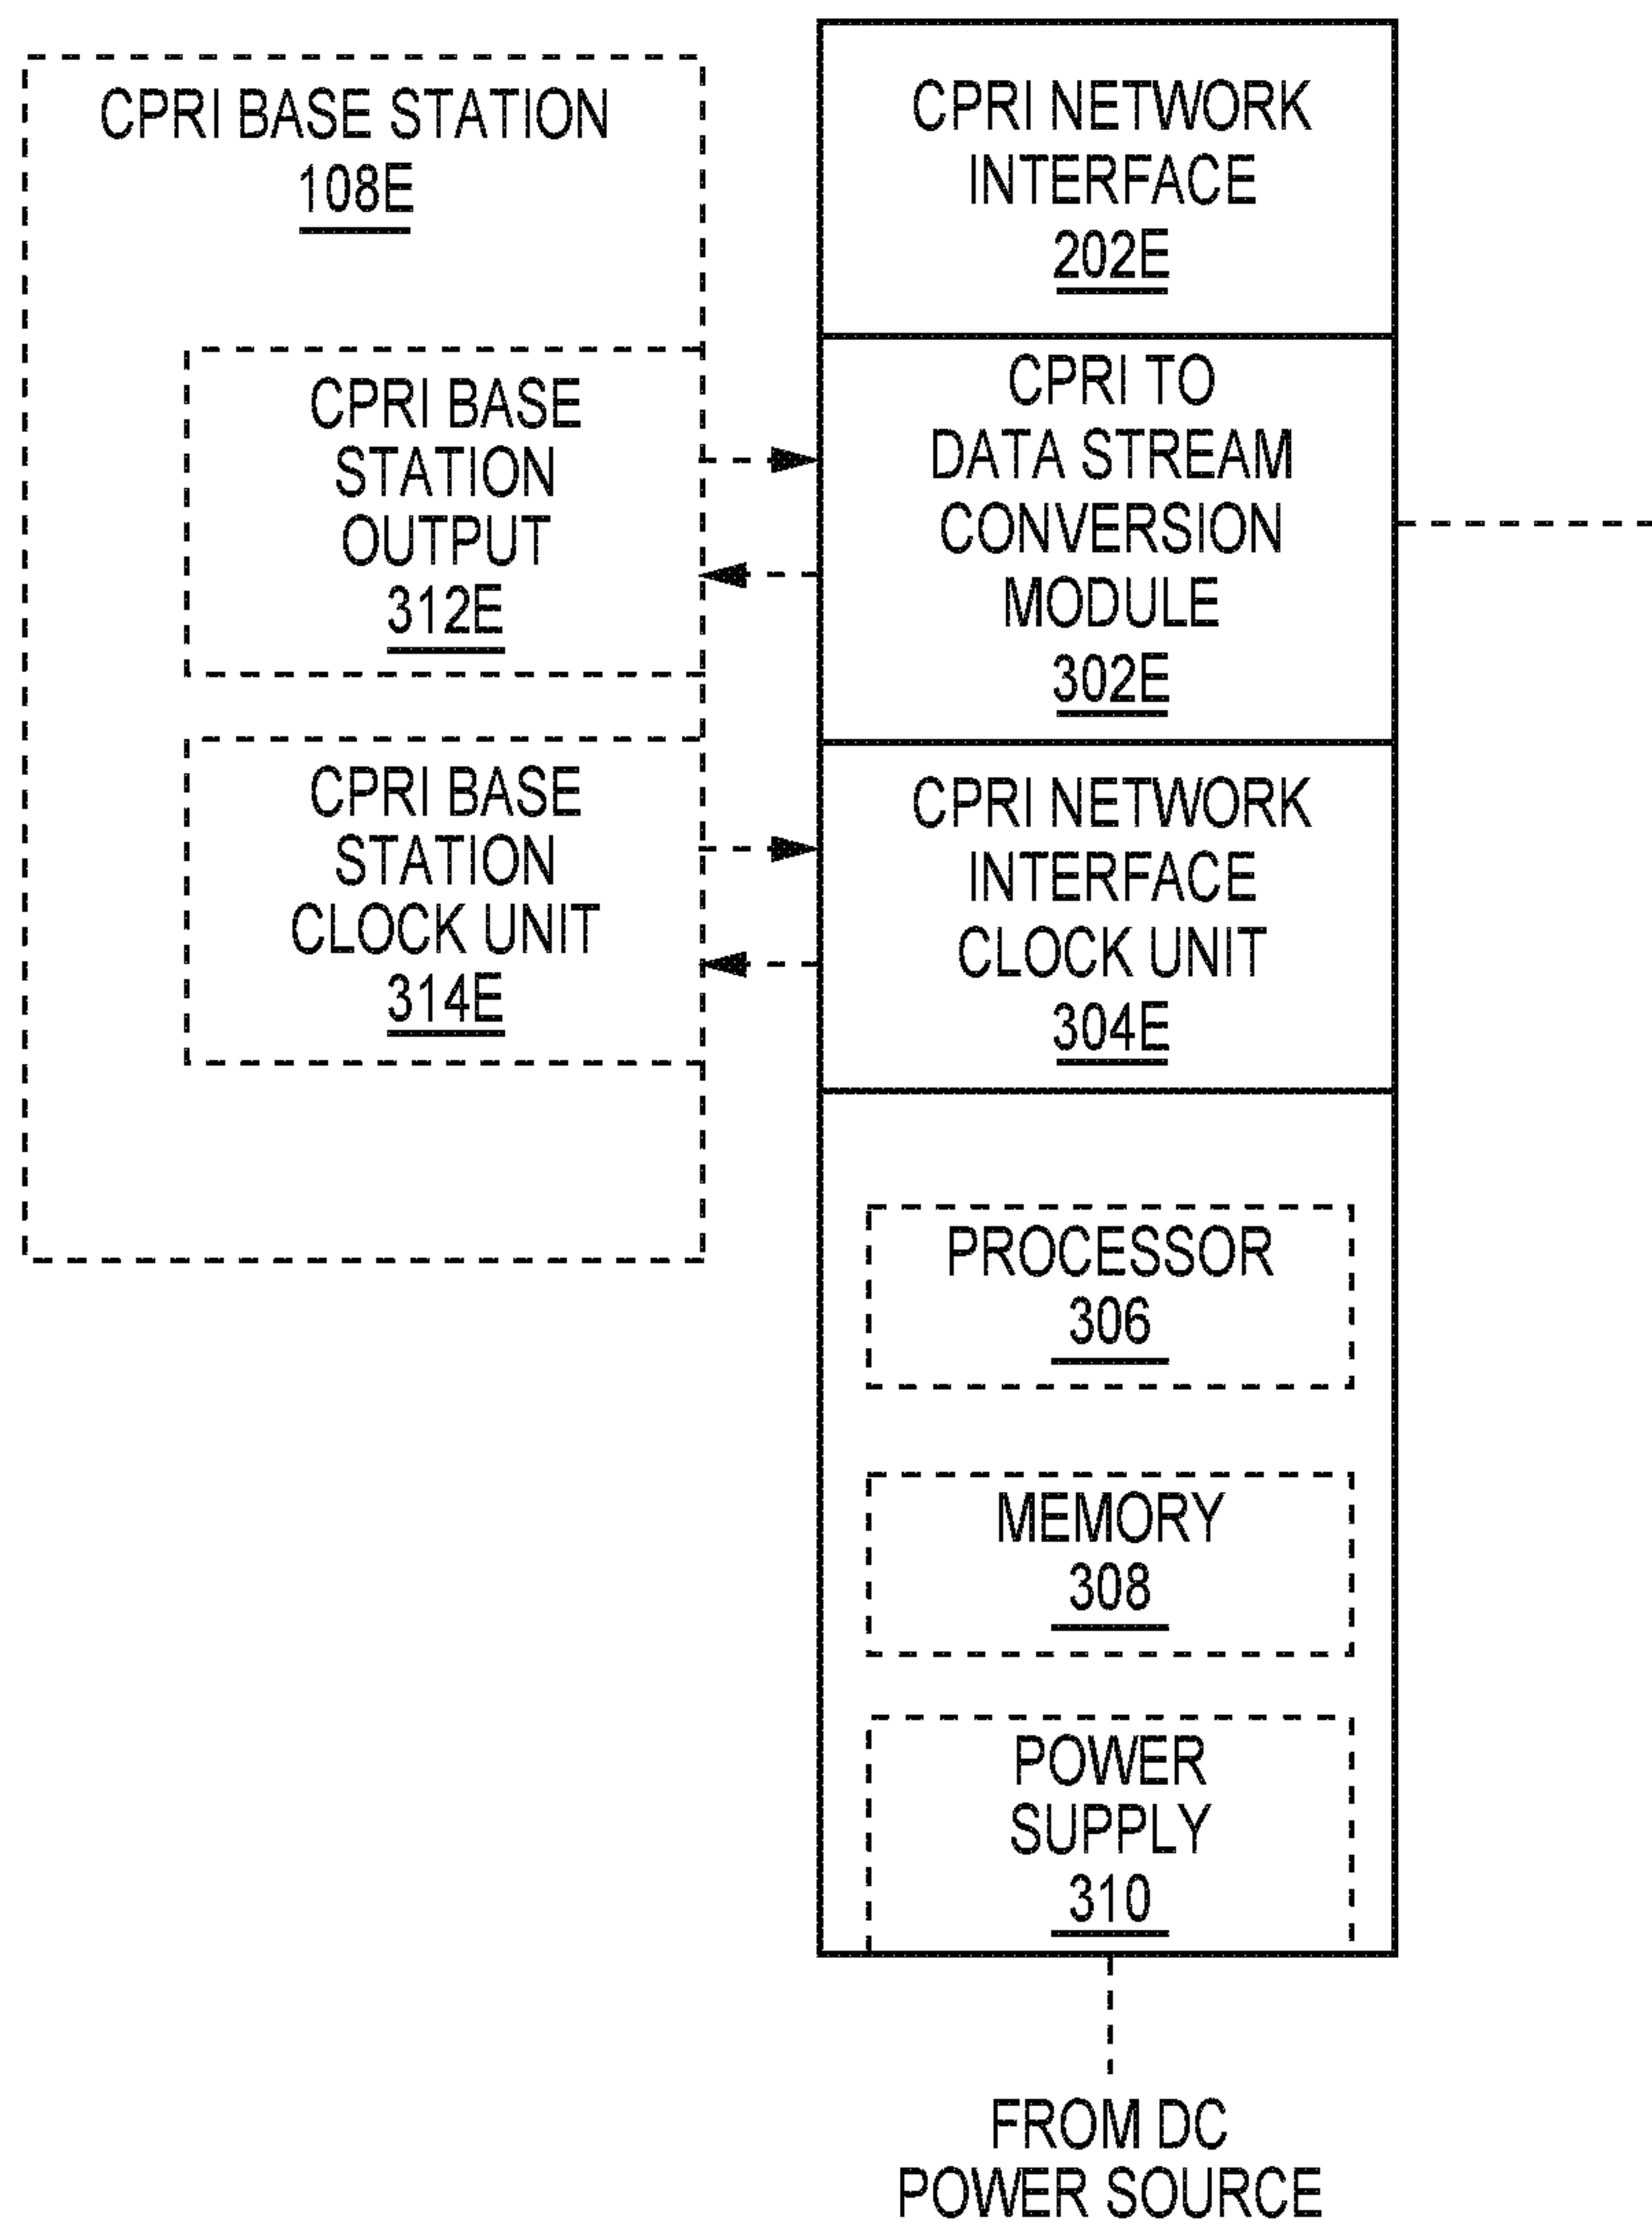 CPRI BASE STATION
108E
CPRI BASE
STATION
OUTPUT
312E
CPRI BASE
STATION
CLOCK UNIT
314E
CPRI NETWORK
INTERFACE
202E
CPRI TO
DATA STREAM
CONVERSION
MODULE
302E
CPRI NETWORK
INTERFACE
CLOCK UNIT
304E
PROCESSOR
306
MEMORY
308
POWER
SUPPLY
310
FROM DC
POWER SOURCE